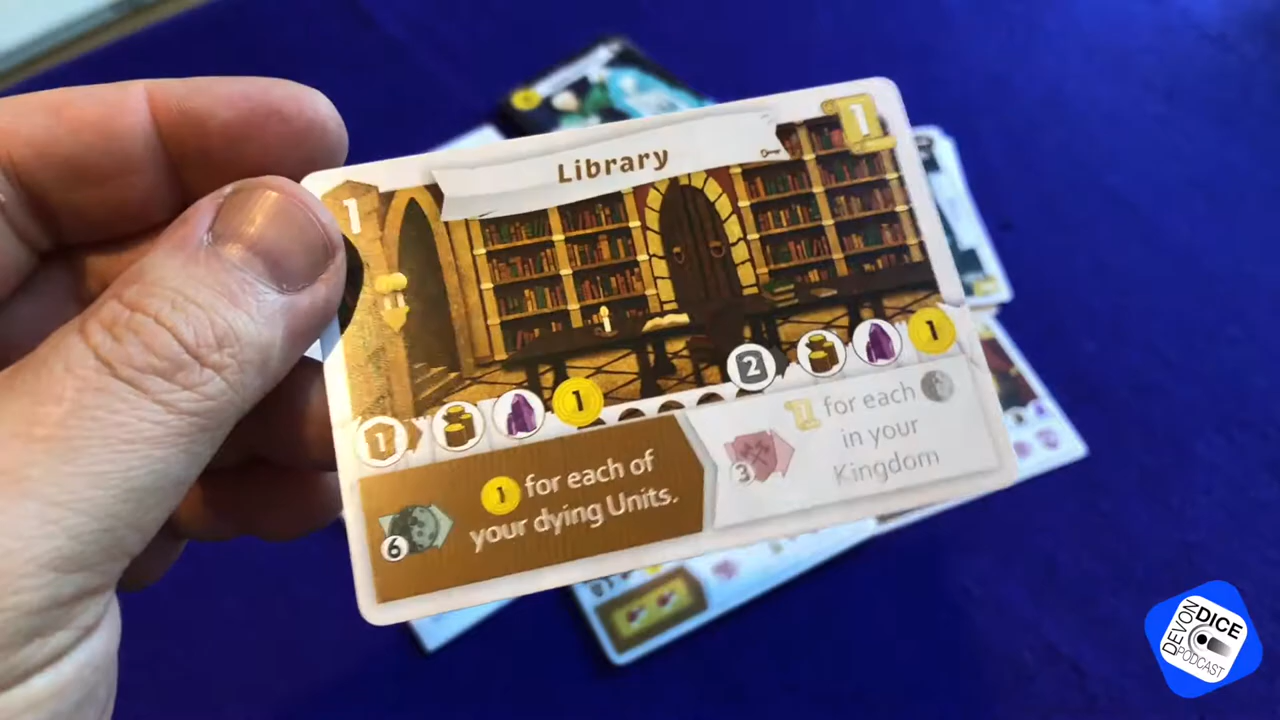 Library
1
1
2
1
1
1
1 for each of
your dying Units.
6
for each
in your
Kingdom
3
DEVON
DICE
PODCAST